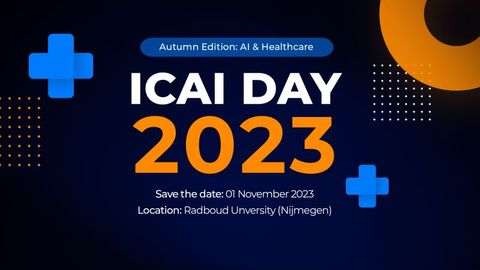 Autumn Edition: AI & Healthcare
ICAI DAY
2023
Save the date: 01 November 2023
Location: Radboud Unversity (Nijmegen)